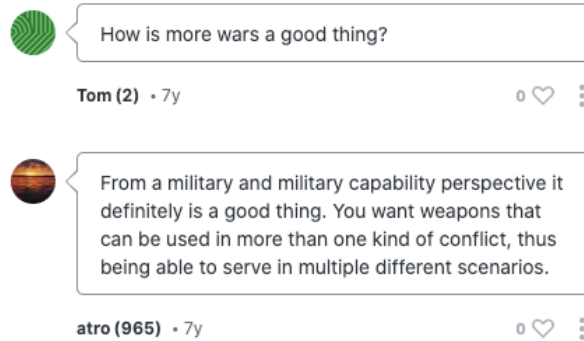 How is more wars a good thing?
Tom (2) • 7y
0
From a military and military capability perspective it
definitely is a good thing. You want weapons that
can be used in more than one kind of conflict, thus
being able to serve in multiple different scenarios.
atro (965) • 7y
0